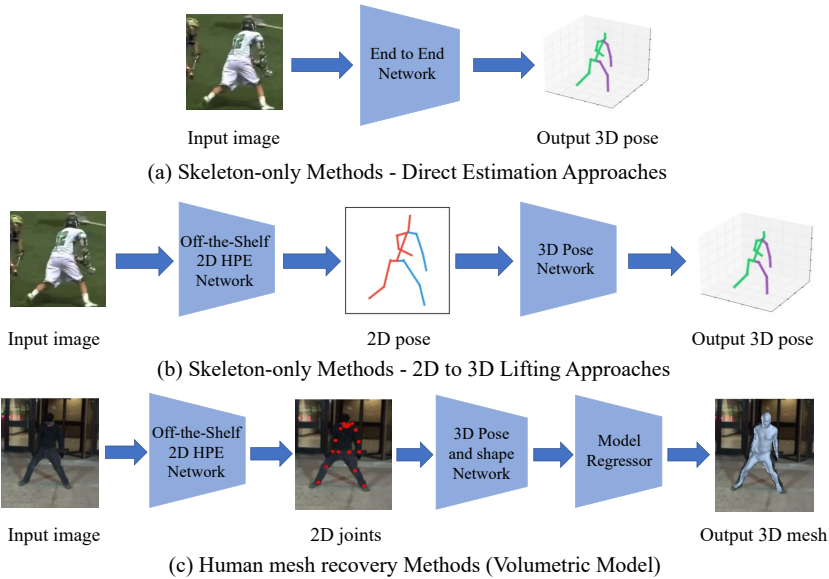 End to End
Network
Input image
Output 3D pose
(a) Skeleton-only Methods - Direct Estimation Approaches
Off-the-Shelf
2D HPE
Network
3D Pose
Network
Input image
2D pose
Output 3D pose
(b) Skeleton-only Methods - 2D to 3D Lifting Approaches
Off-the-Shelf
2D HPE
Network
3D Pose
and shape
Network
Model
Regressor
Input image
2D joints
Output 3D mesh
(c) Human mesh recovery Methods (Volumetric Model)